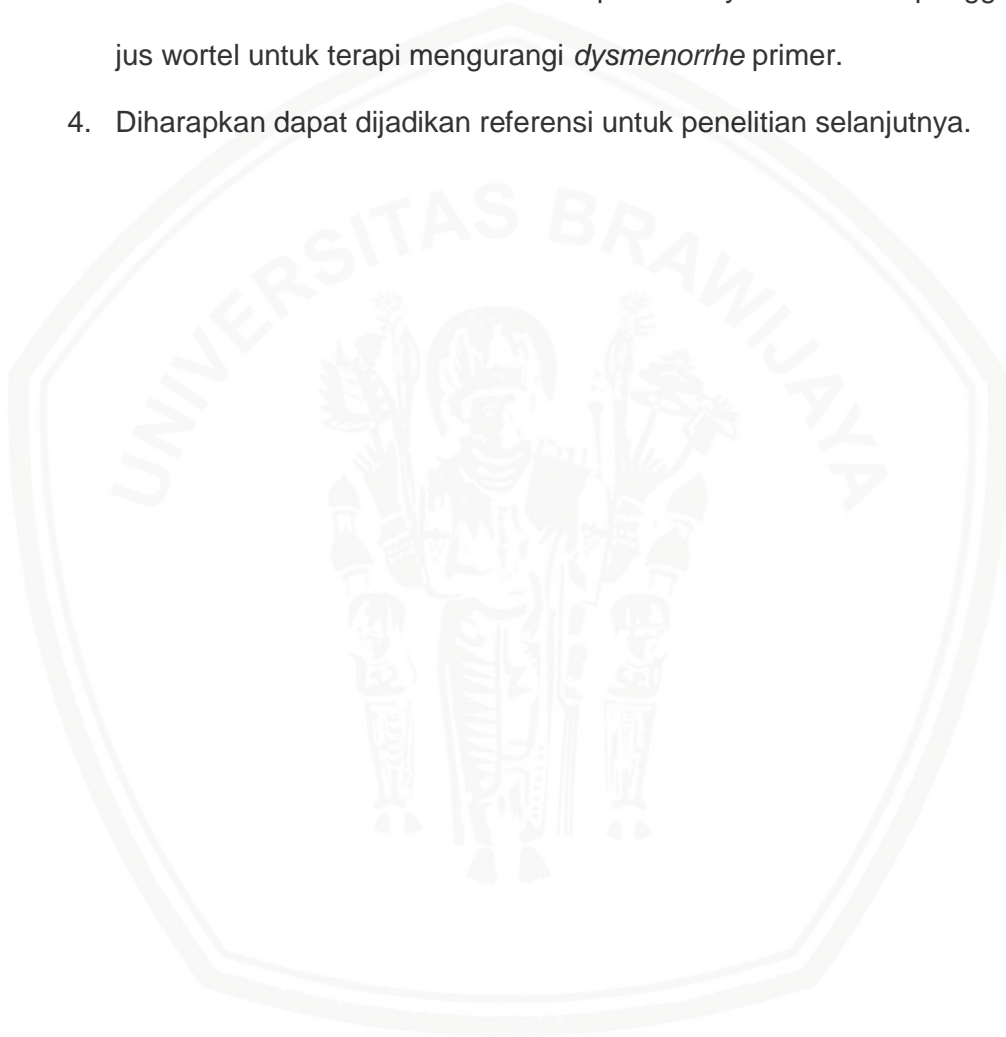 jus wortel untuk terapi mengurangi dysmenorrhe primer.
4. Diharapkan dapat dijadikan referensi untuk penelitian selanjutnya.
UNIVERSITAS BRAWIJAYA